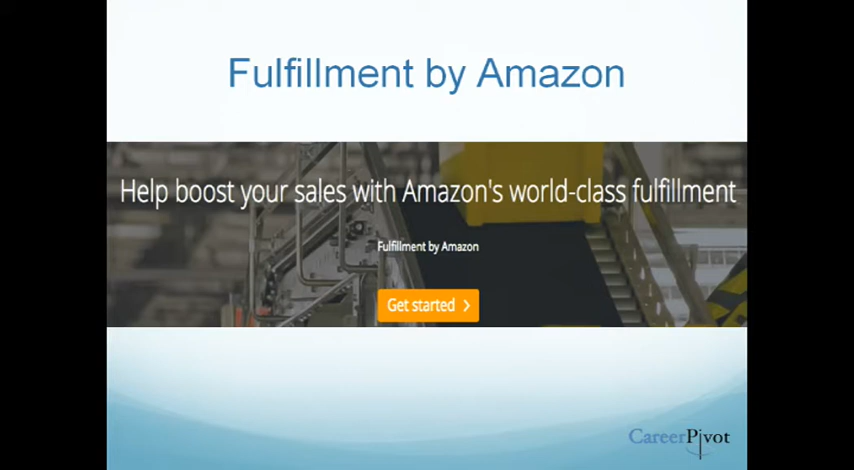 Fulfillment by Amazon
Help boost your sales with Amazon's world-class fulfillment
Fulfillment by Amazon
Get started >
CareerPivot